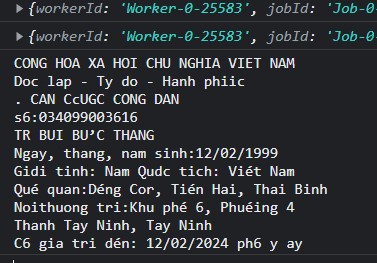 ▶ {workerId: 'Worker-0-25583', jobId: 'Job-0-
▶ {workerId: 'Worker-0-25583', jobId: 'Job-0-
CONG HOA XA HOI CHU NGHIA VIET NAM
Doc lap - Ty do - Hanh phiic
. CAN CcUGC CONG DAN
s6:034099003616
TR BUI BU’C THANG
Ngay, thang, nam sinh:12/02/1999
Gidi tinh: Nam Qudc tich: Viét Nam
Qué quan:Déng Cor, Tién Hai, Thai Binh
Noithuong tri:Khu phé 6, Phuéing 4
Thanh Tay Ninh, Tay Ninh
C6 gia tri dén: 12/02/2024 ph6 y ay